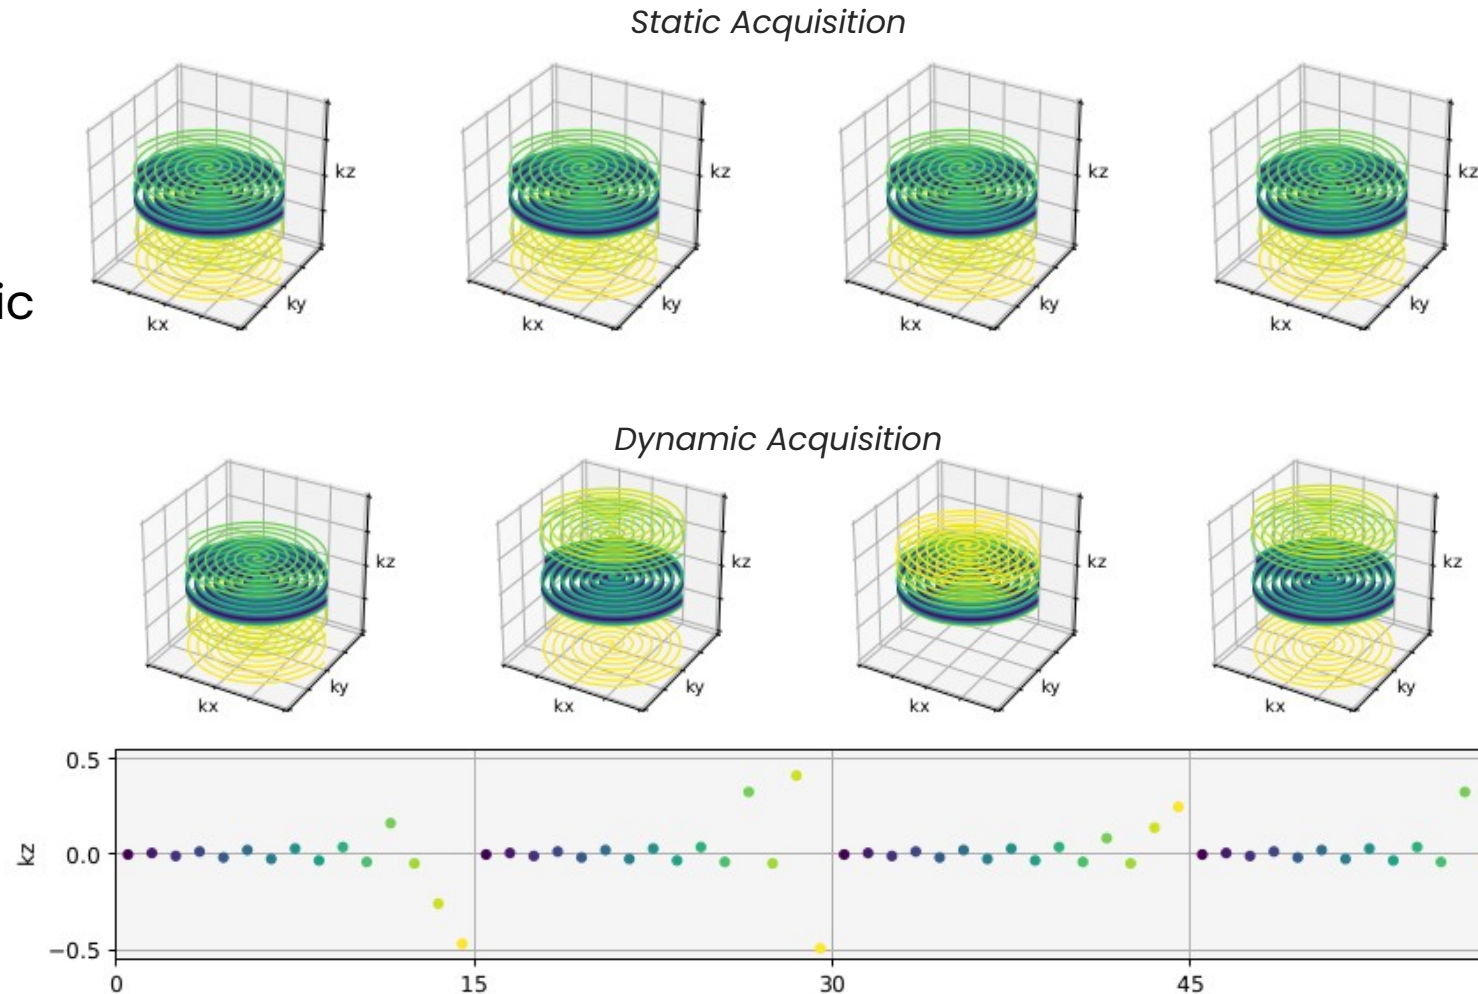 Static Acquisition
kz kz kz kz
ic
ky ky ky ky
kx kx kx kx
Dynamic Acquisition
kz kz kz kz
ky ky ky ky
kx kx kx kx
0.5
kz
0.0
−0.5
0 15 30 45